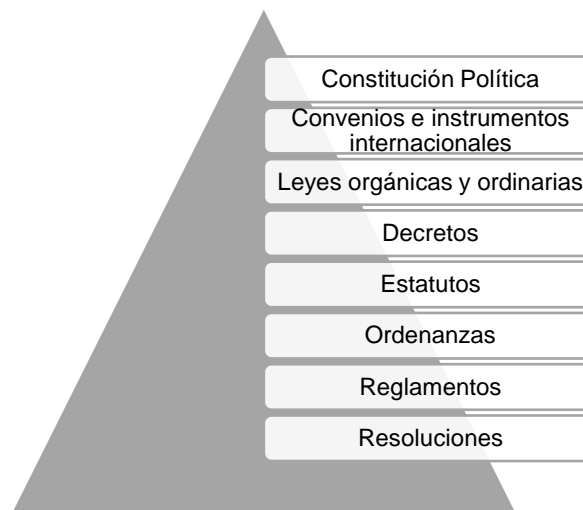 Constitución Política
Convenios e instrumentos
internacionales
Leyes orgánicas y ordinarias
Decretos
Estatutos
Ordenanzas
Reglamentos
Resoluciones